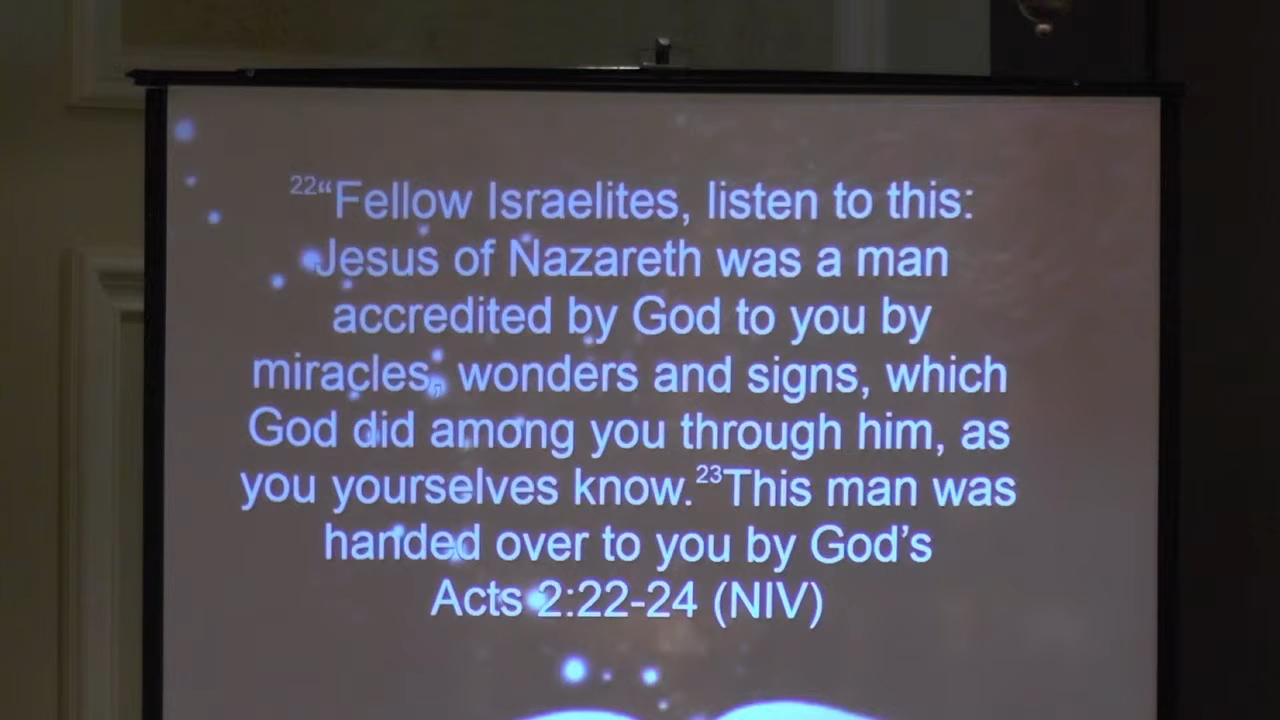 22“Fellow Israelites, listen to this:
Jesus of Nazareth was a man
accredited by God to you by
miracles, wonders and signs, which
God did among you through him, as
you yourselves know.23This man was
handed over to you by God’s
Acts 2:22-24 (NIV)